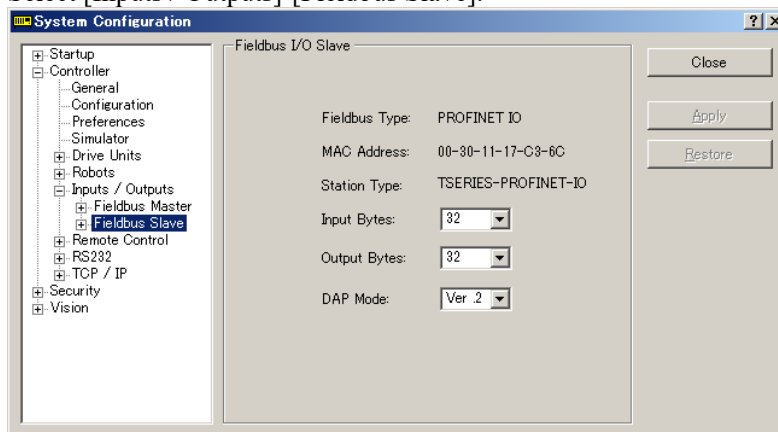 Select [Inputs / Outputs]-[Fieldbus Slave].
System Configuration
Startup
Controller
General
Configuration
Preferences
Simulator
Drive Units
Robots
Inputs / Outputs
Fieldbus Master
Fieldbus Slave
Remote Control
RS232
TCP / IP
Security
Vision
Fieldbus I/O Slave
Fieldbus Type: PROFINET IO
MAC Address: 00-30-11-17-C3-6C
Station Type: TSERIES-PROFINET-IO
Input Bytes: 32
Output Bytes: 32
DAP Mode: Ver .2
Close
Apply
Restore